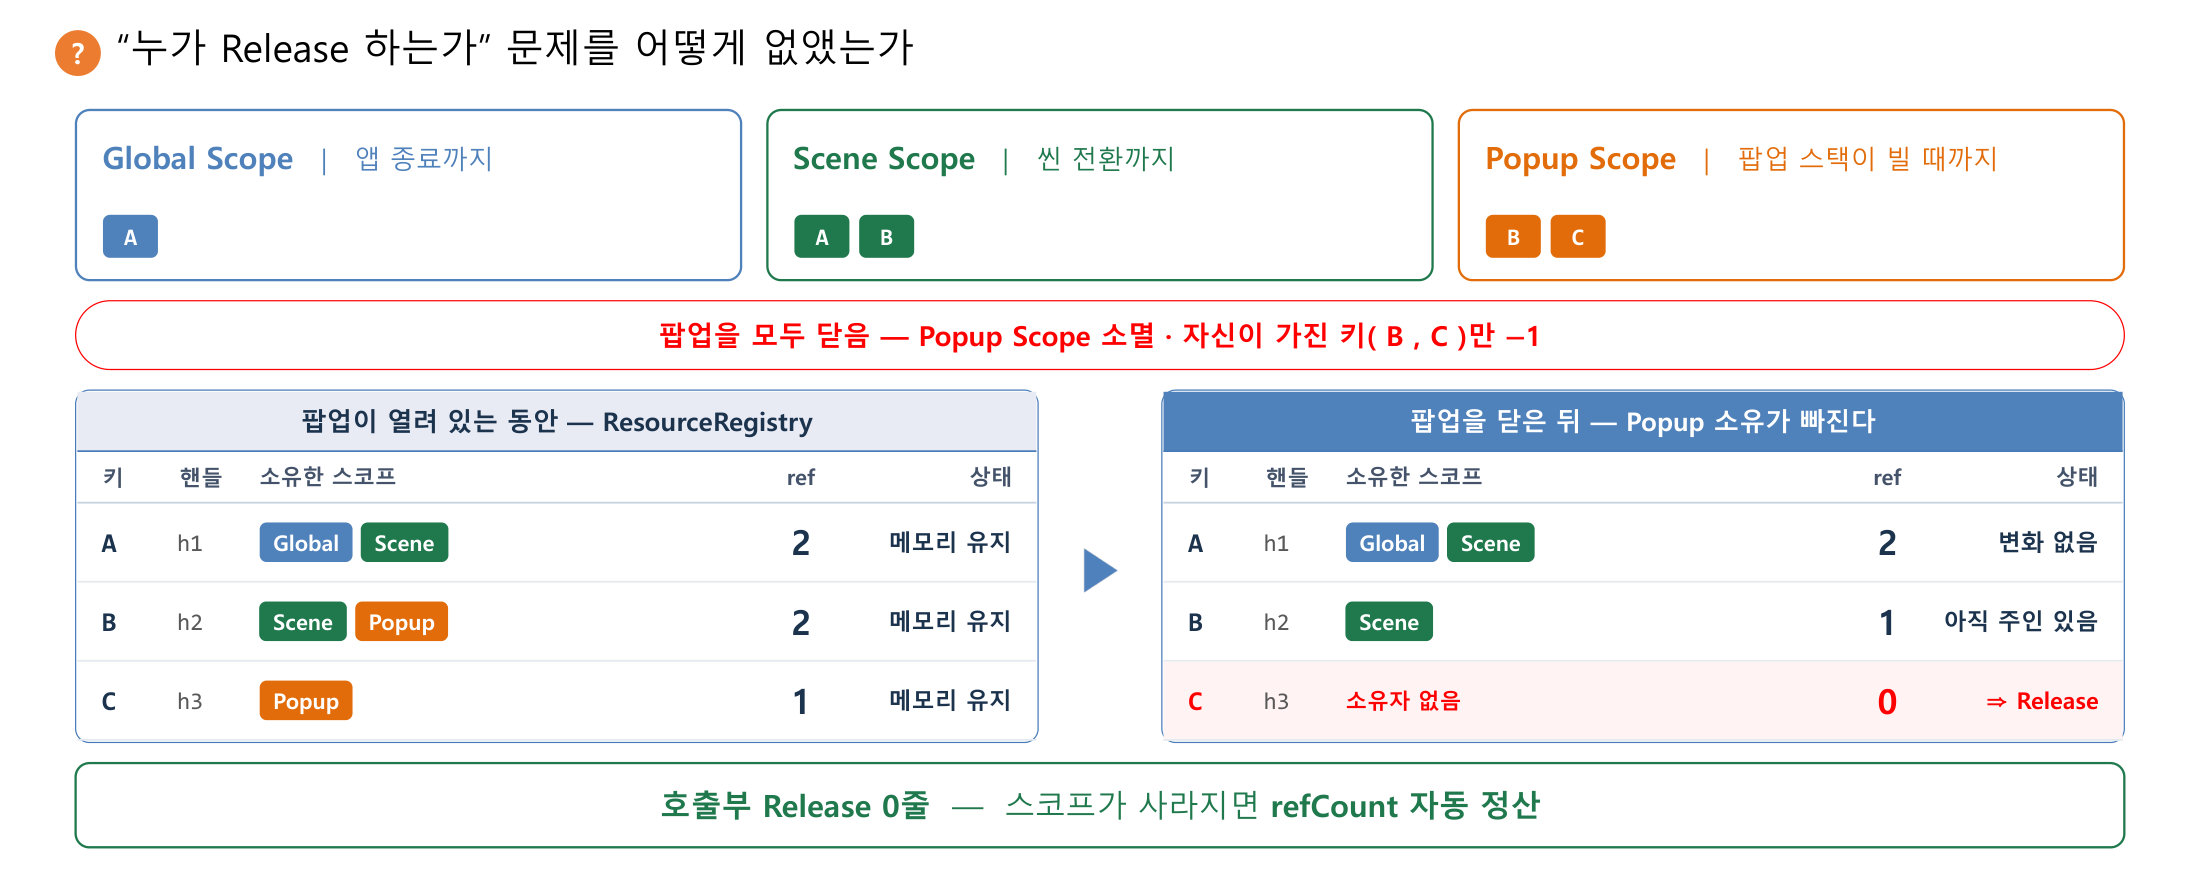 ? “누가 Release 하는가” 문제를 어떻게 없앴는가
Global Scope | 앱 종료까지
A
Scene Scope | 씬 전환까지
A B
Popup Scope | 팝업 스택이 빌 때까지
B C
팝업을 모두 닫음 — Popup Scope 소멸 · 자신이 가진 키( B , C )만 −1
팝업이 열려 있는 동안 — ResourceRegistry
키 핸들 소유한 스코프 ref 상태
A h1 Global Scene 2 메모리 유지
B h2 Scene Popup 2 메모리 유지
C h3 Popup 1 메모리 유지
팝업을 닫은 뒤 — Popup 소유가 빠진다
키 핸들 소유한 스코프 ref 상태
A h1 Global Scene 2 변화 없음
B h2 Scene 1 아직 주인 있음
C h3 소유자 없음 0 ⇒ Release
호출부 Release 0줄 — 스코프가 사라지면 refCount 자동 정산